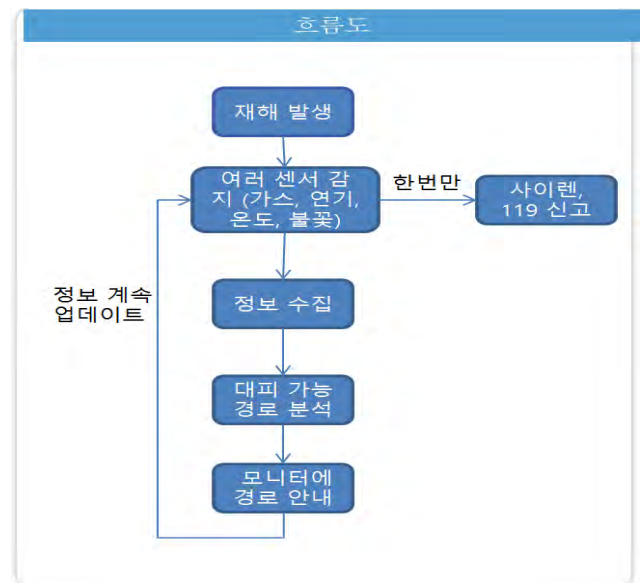 흐름도
재해 발생
여러 센서 감
지 (가스, 연기,
온도, 불꽃)
한번만
사이렌,
119 신고
정보 계속
업데이트
정보 수집
대피 가능
경로 분석
모니터에
경로 안내